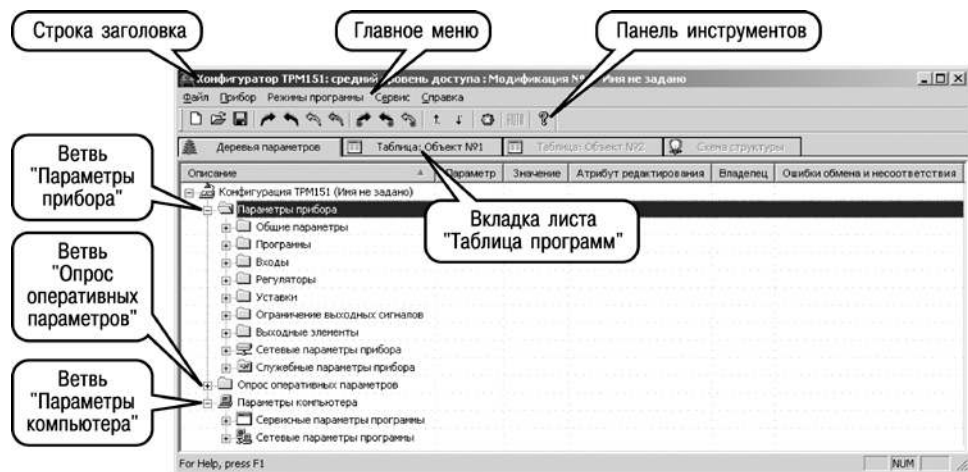 Строка заголовка
Главное меню
Панель инструментов
Конфигуратор ТРМ151: средний уровень доступа : Модификация Имя не задано
Файл Прибор Режимы программы Сервис Справка
Деревья параметров Таблица: Объект №1 Таблица: Объект №2 Схема структуры
Описание Параметр Значение Атрибут редактирования Владелец Ошибки обмена и несоответствия
Конфигурация ТРМ151 (Имя не задано)
Ветвь
"Параметры
прибора"
Параметры прибора
Общие параметры
Программы
Входы
Регуляторы
Уставки
Ограничение выходных сигналов
Выходные элементы
Сетевые параметры прибора
Служебные параметры прибора
Вкладка листа
"Таблица программ"
Ветвь
"Опрос
оперативных
параметров"
Опрос оперативных параметров
Ветвь
"Параметры
компьютера"
Параметры компьютера
Сервисные параметры программы
Сетевые параметры программы
For Help, press F1
NUM